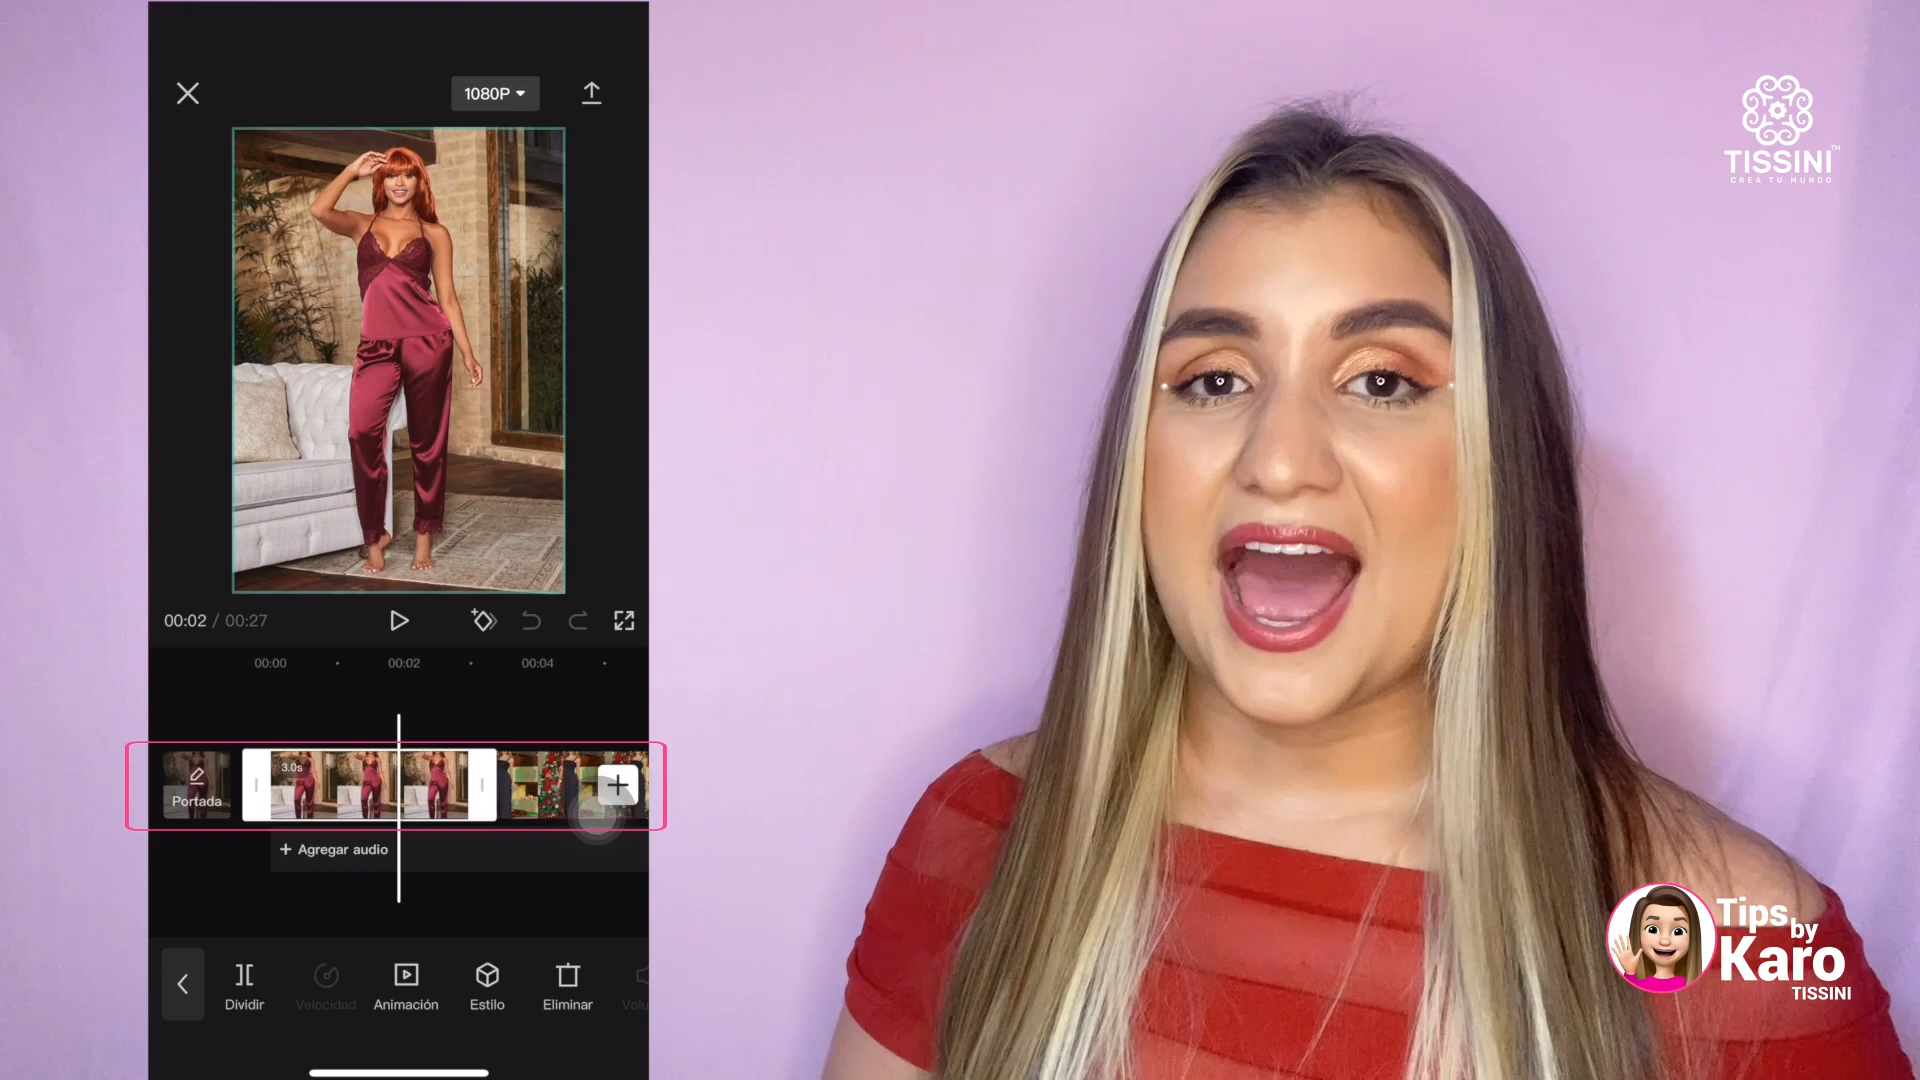 1080P
TISSINI™
CREA TU MUNDO
00:02 / 00:27
00:00
00:02
00:04
3.0s
Portada
+ Agregar audio
Dividir
Velocidad
Animación
Estilo
Eliminar
Tips by
Karo
TISSINI